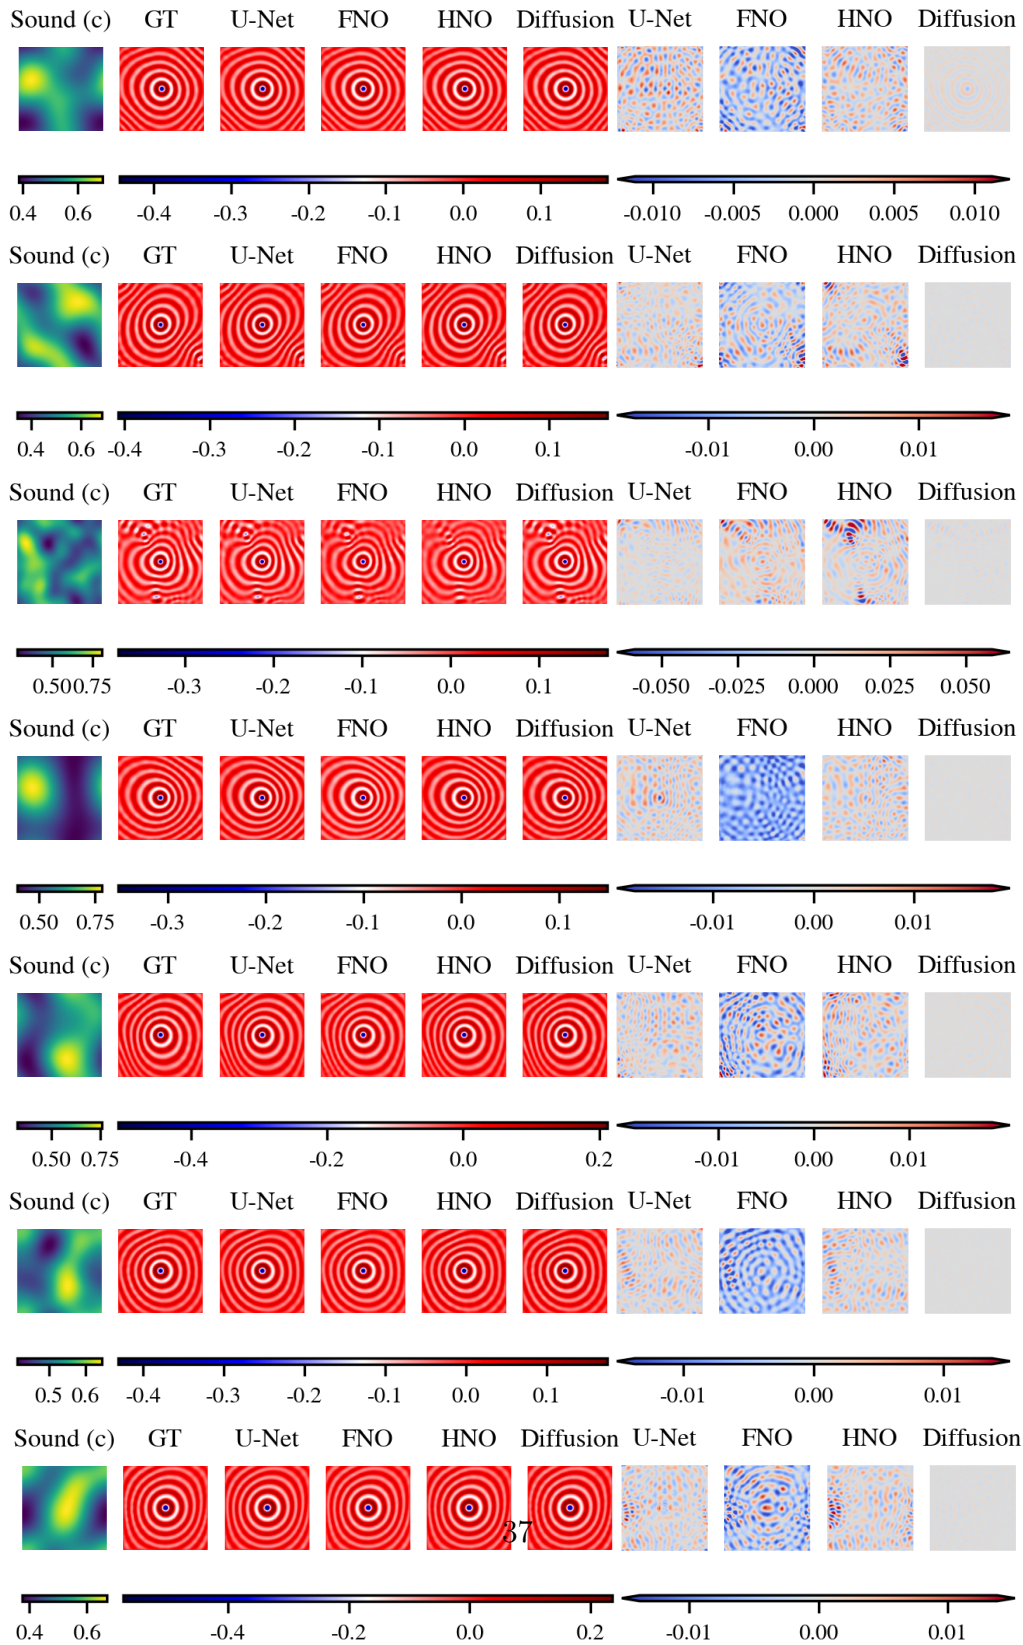 Sound (c) GT U-Net FNO HNO Diffusion U-Net FNO HNO Diffusion
0.4 0.6 -0.4 -0.3 -0.2 -0.1 0.0 0.1 -0.010 -0.005 0.000 0.005 0.010
Sound (c) GT U-Net FNO HNO Diffusion U-Net FNO HNO Diffusion
0.4 0.6 -0.4 -0.3 -0.2 -0.1 0.0 0.1 -0.01 0.00 0.01
Sound (c) GT U-Net FNO HNO Diffusion U-Net FNO HNO Diffusion
0.50 0.75 -0.3 -0.2 -0.1 0.0 0.1 -0.050 -0.025 0.000 0.025 0.050
Sound (c) GT U-Net FNO HNO Diffusion U-Net FNO HNO Diffusion
0.50 0.75 -0.3 -0.2 -0.1 0.0 0.1 -0.01 0.00 0.01
Sound (c) GT U-Net FNO HNO Diffusion U-Net FNO HNO Diffusion
0.50 0.75 -0.4 -0.2 0.0 0.2 -0.01 0.00 0.01
Sound (c) GT U-Net FNO HNO Diffusion U-Net FNO HNO Diffusion
0.5 0.6 -0.4 -0.3 -0.2 -0.1 0.0 0.1 -0.01 0.00 0.01
Sound (c) GT U-Net FNO HNO Diffusion U-Net FNO HNO Diffusion
37
0.4 0.6 -0.4 -0.2 0.0 0.2 -0.01 0.00 0.01